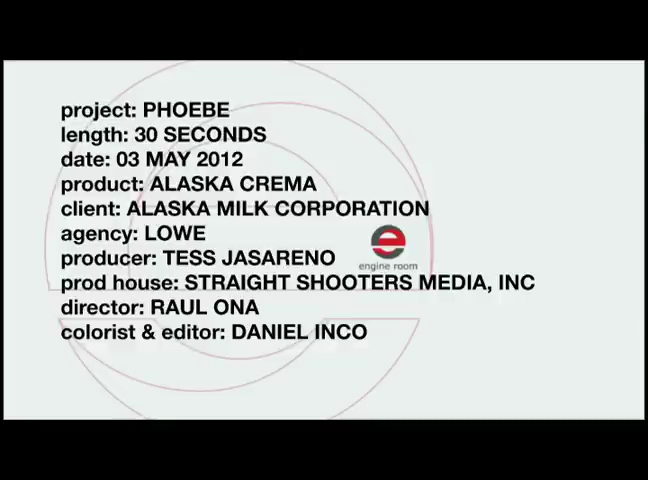 project: PHOEBE
length: 30 SECONDS
date: 03 MAY 2012
product: ALASKA CREMA
client: ALASKA MILK CORPORATION
agency: LOWE
producer: TESS JASARENO
engine room
prod house: STRAIGHT SHOOTERS MEDIA, INC
director: RAUL ONA
colorist & editor: DANIEL INCO